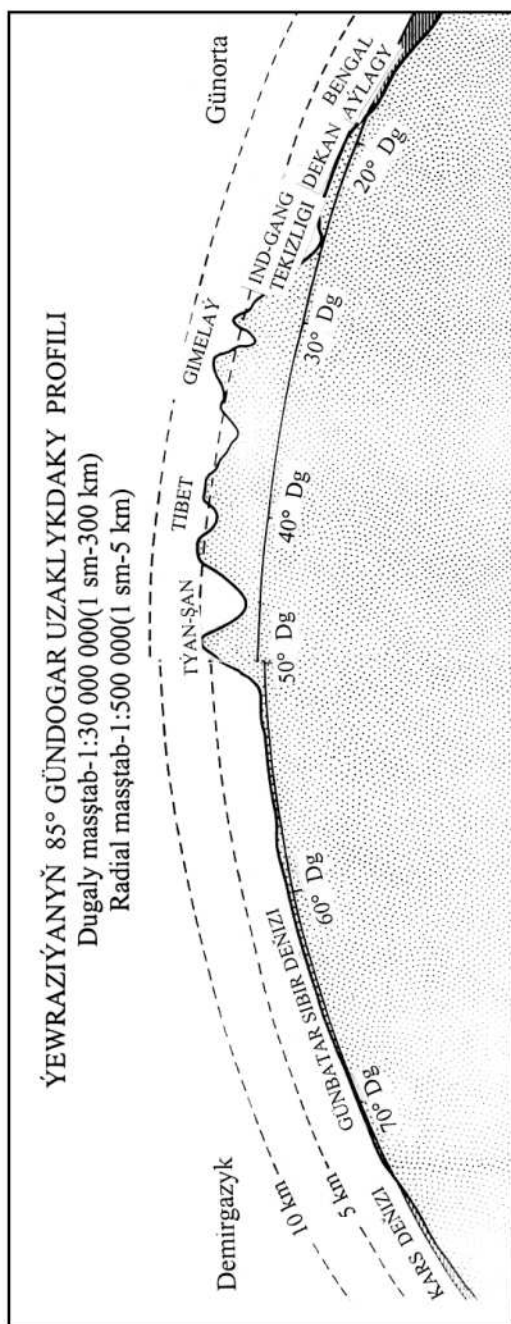 ÝEWRAZIÝANYŇ 85° GÜNDOGAR UZAKLYKDAKY PROFILI
Dugaly masştab-1:30 000 000(1 sm-300 km)
Radial masştab-1:500 000(1 sm-5 km)
Demirgazyk
Günorta
10 km
5 km
KARS DENIZI
GÜNBATAR SIBIR DENIZI
TÝAN-ŞAN
TIBET
GIMELAÝ
IND-GANG
TEKIZLIGI
DEKAN
BENGAL
AÝLAGY
70° Dg
60° Dg
50° Dg
40° Dg
30° Dg
20° Dg